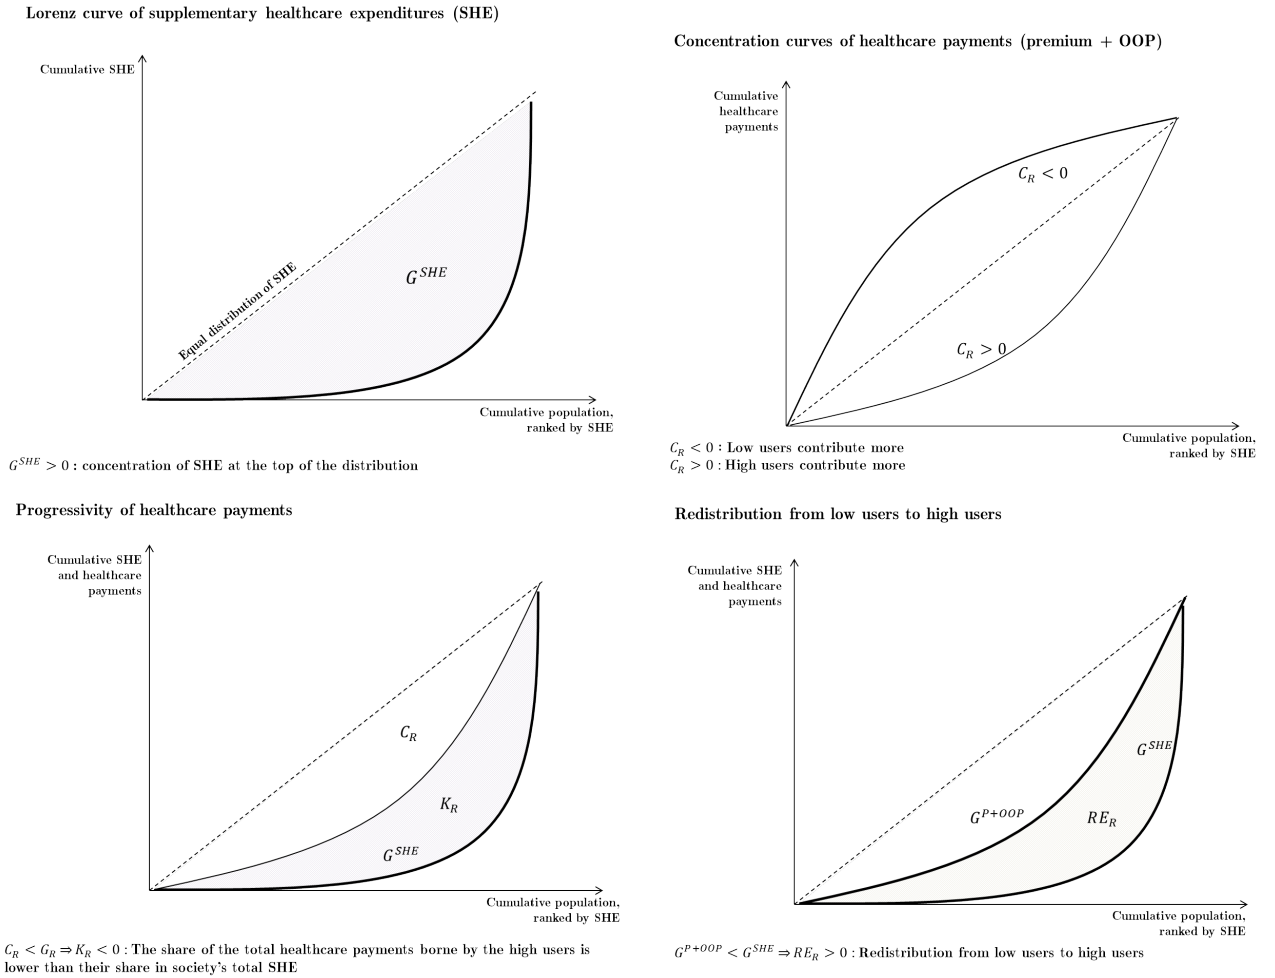 Lorenz curve of supplementary healthcare expenditures (SHE)
Cumulative SHE
Equal distribution of SHE
G^SHE
Cumulative population,
ranked by SHE
G^SHE > 0 : concentration of SHE at the top of the distribution
Concentration curves of healthcare payments (premium + OOP)
Cumulative
healthcare
payments
C_R < 0
C_R > 0
Cumulative population,
ranked by SHE
C_R < 0 : Low users contribute more
C_R > 0 : High users contribute more
Progressivity of healthcare payments
Cumulative SHE
and healthcare
payments
C_R
K_R
G^SHE
Cumulative population,
ranked by SHE
C_R < G_R ⇒ K_R < 0 : The share of the total healthcare payments borne by the high users is
lower than their share in society's total SHE
Redistribution from low users to high users
Cumulative SHE
and healthcare
payments
G^SHE
G^P+OOP
RE_R
Cumulative population,
ranked by SHE
G^P+OOP < G^SHE ⇒ RE_R > 0 : Redistribution from low users to high users